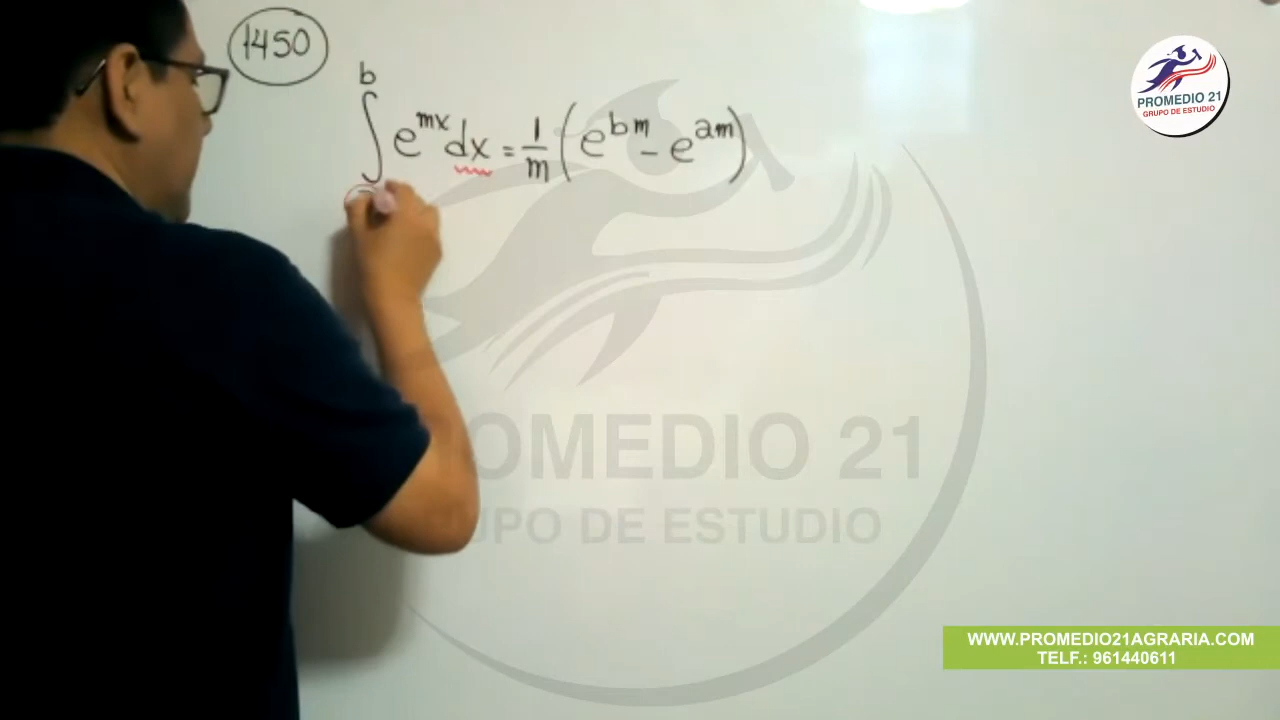 1450
b
∫ e^{mx} dx = 1/m (e^{bm} - e^{am})
PROMEDIO 21
GRUPO DE ESTUDIO
OMEDIO 21
UPO DE ESTUDIO
WWW.PROMEDIO21AGRARIA.COM
TELF.: 961440611